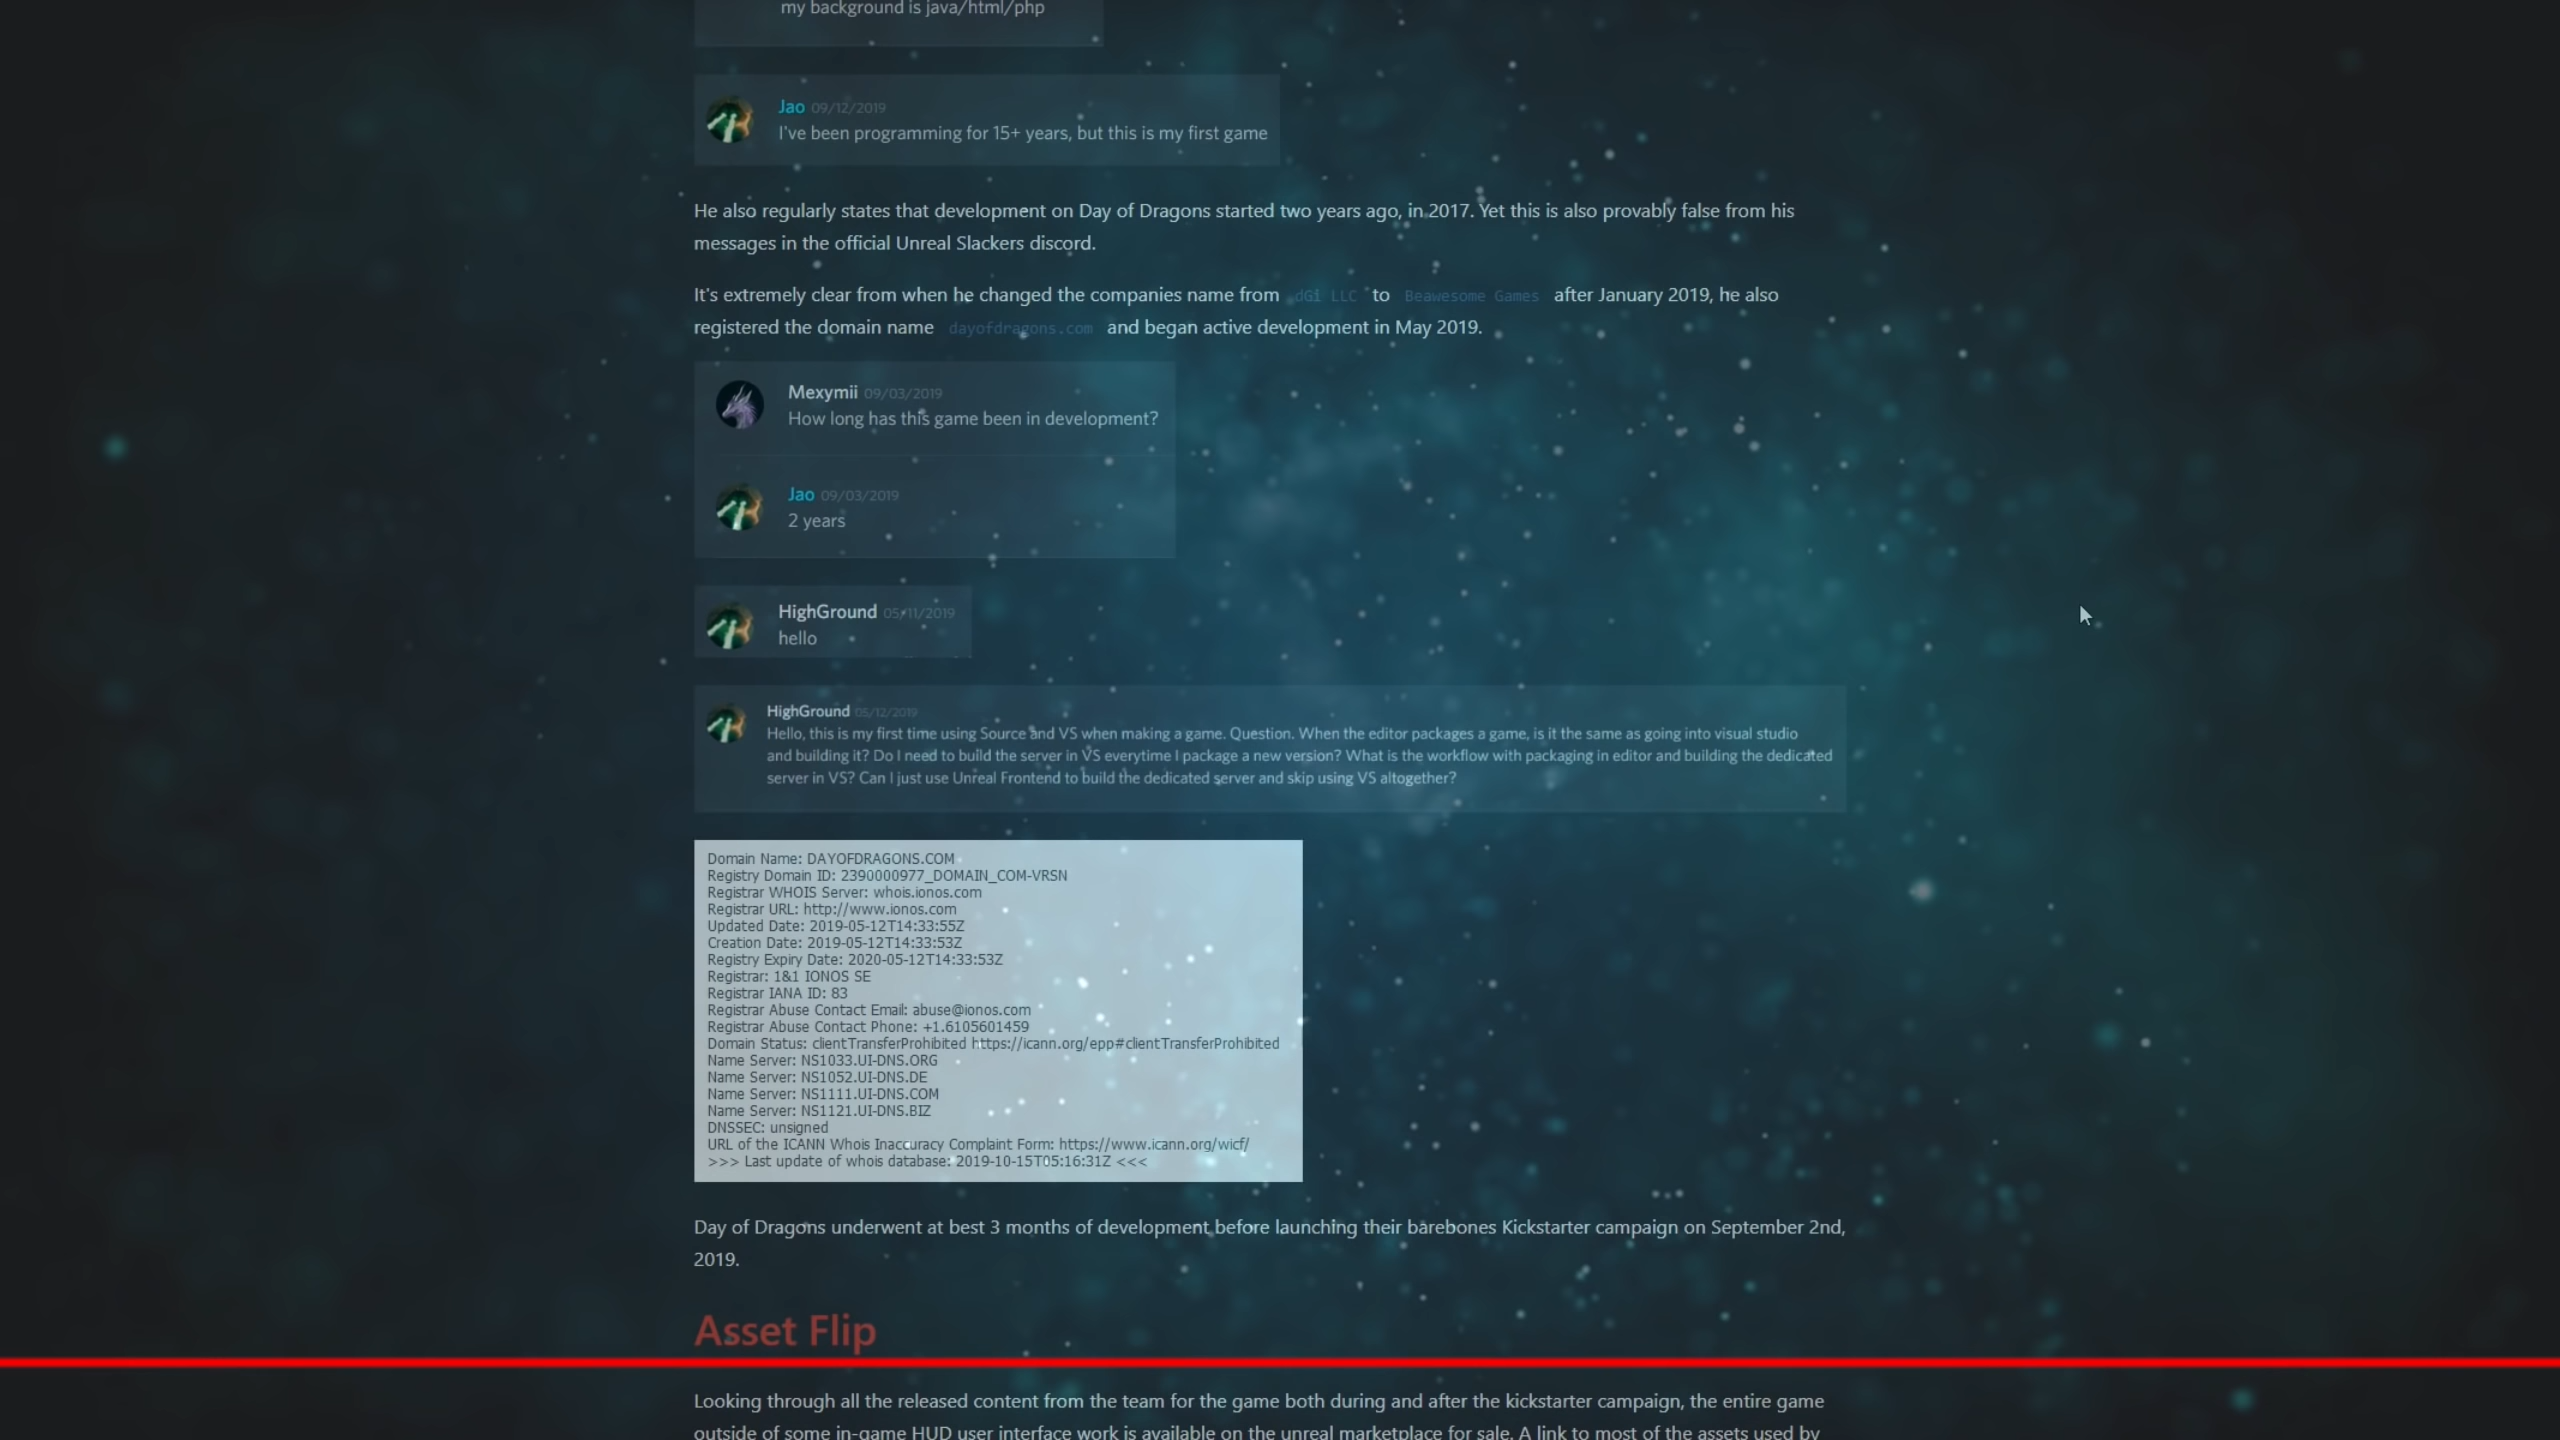 my background is java/html/php
Jao 09/12/2019
I've been programming for 15+ years, but this is my first game
He also regularly states that development on Day of Dragons started two years ago, in 2017. Yet this is also provably false from his
messages in the official Unreal Slackers discord.
It's extremely clear from when he changed the companies name from dGi LLC to Beawesome Games after January 2019, he also
registered the domain name dayofdragons.com and began active development in May 2019.
Mexymii 09/03/2019
How long has this game been in development?
Jao 09/03/2019
2 years
HighGround 05/11/2019
hello
HighGround 05/12/2019
Hello, this is my first time using Source and VS when making a game. Question. When the editor packages a game, is it the same as going into visual studio
and building it? Do I need to build the server in VS everytime I package a new version? What is the workflow with packaging in editor and building the dedicated
server in VS? Can I just use Unreal Frontend to build the dedicated server and skip using VS altogether?
Domain Name: DAYOFDRAGONS.COM
Registry Domain ID: 2390000977_DOMAIN_COM-VRSN
Registrar WHOIS Server: whois.ionos.com
Registrar URL: http://www.ionos.com
Updated Date: 2019-05-12T14:33:55Z
Creation Date: 2019-05-12T14:33:53Z
Registry Expiry Date: 2020-05-12T14:33:53Z
Registrar: 1&1 IONOS SE
Registrar IANA ID: 83
Registrar Abuse Contact Email: abuse@ionos.com
Registrar Abuse Contact Phone: +1.6105601459
Domain Status: clientTransferProhibited https://icann.org/epp#clientTransferProhibited
Name Server: NS1033.UI-DNS.ORG
Name Server: NS1052.UI-DNS.DE
Name Server: NS1111.UI-DNS.COM
Name Server: NS1121.UI-DNS.BIZ
DNSSEC: unsigned
URL of the ICANN Whois Inaccuracy Complaint Form: https://www.icann.org/wicf/
>>> Last update of whois database: 2019-10-15T05:16:31Z <<<
Day of Dragons underwent at best 3 months of development before launching their barebones Kickstarter campaign on September 2nd,
2019.
Asset Flip
Looking through all the released content from the team for the game both during and after the kickstarter campaign, the entire game
outside of some in-game HUD user interface work is available on the unreal marketplace for sale. A link to most of the assets used by